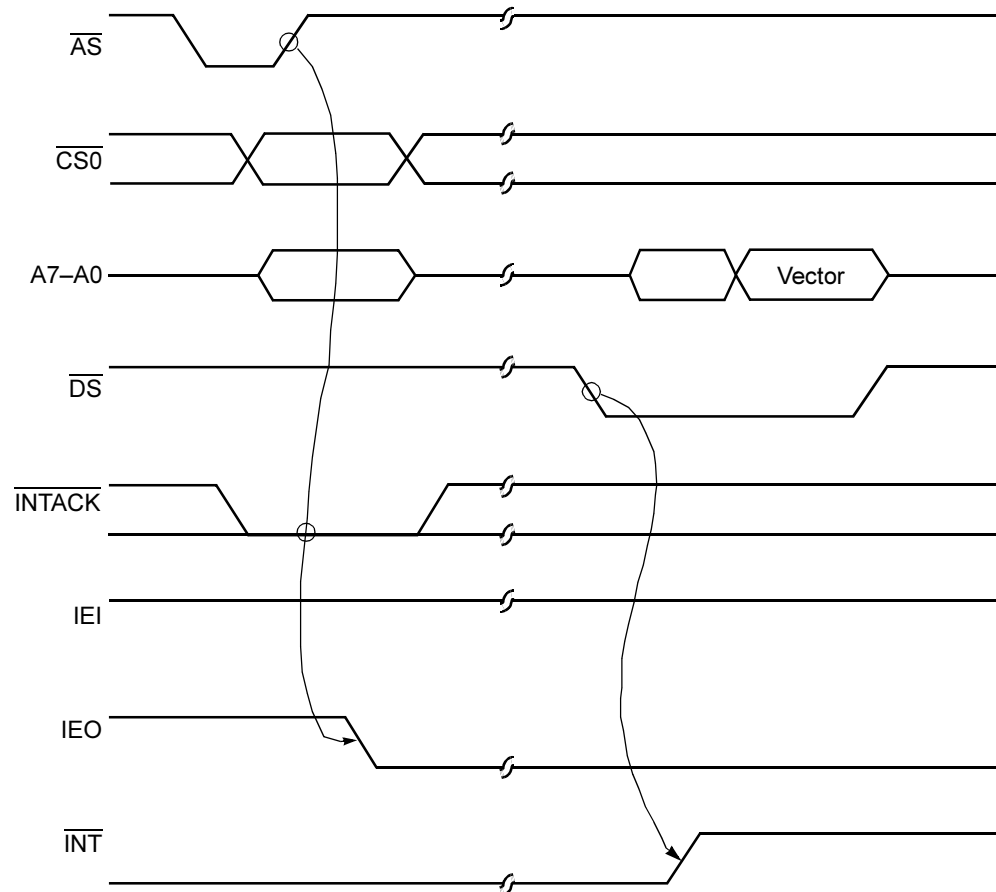 AS
CS0
A7–A0
Vector
DS
INTACK
IEI
IEO
INT